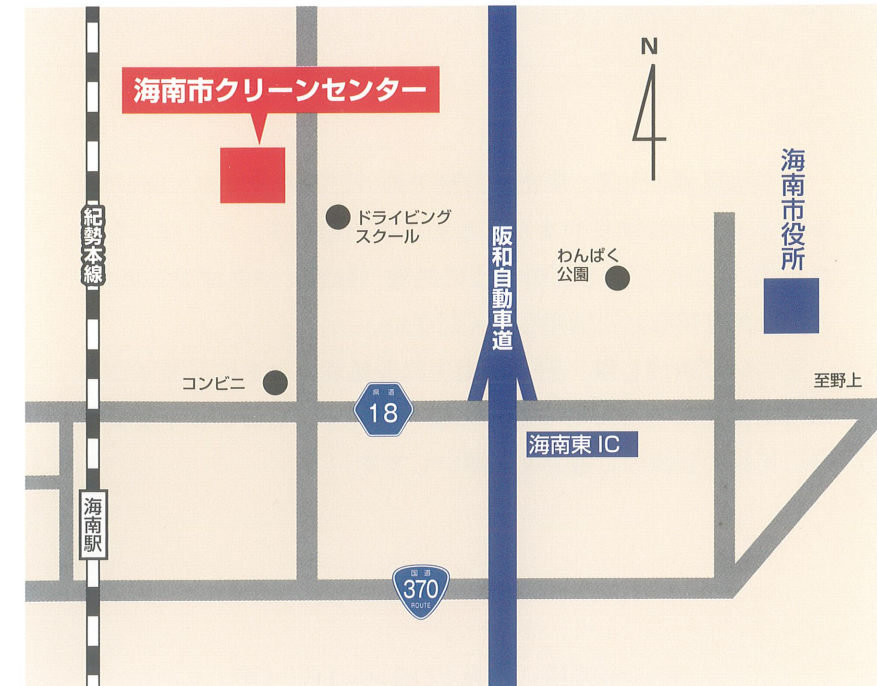 N
海南市クリーンセンター
海南市役所
紀勢本線
ドライビング
スクール
阪和自動車道
わんぱく
公園
コンビニ
至野上
県道
18
海南東 IC
海南駅
国道
370
ROUTE